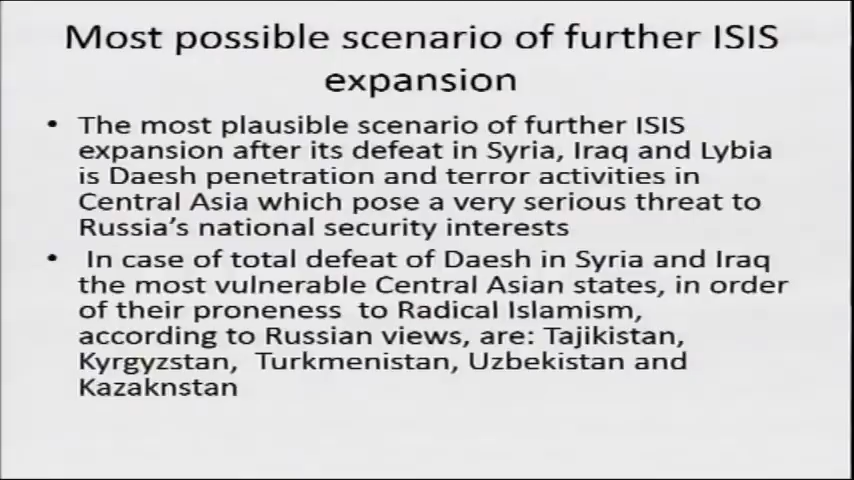 Most possible scenario of further ISIS
expansion
• The most plausible scenario of further ISIS
expansion after its defeat in Syria, Iraq and Lybia
is Daesh penetration and terror activities in
Central Asia which pose a very serious threat to
Russia's national security interests
• In case of total defeat of Daesh in Syria and Iraq
the most vulnerable Central Asian states, in order
of their proneness to Radical Islamism,
according to Russian views, are: Tajikistan,
Kyrgyzstan, Turkmenistan, Uzbekistan and
Kazaknstan